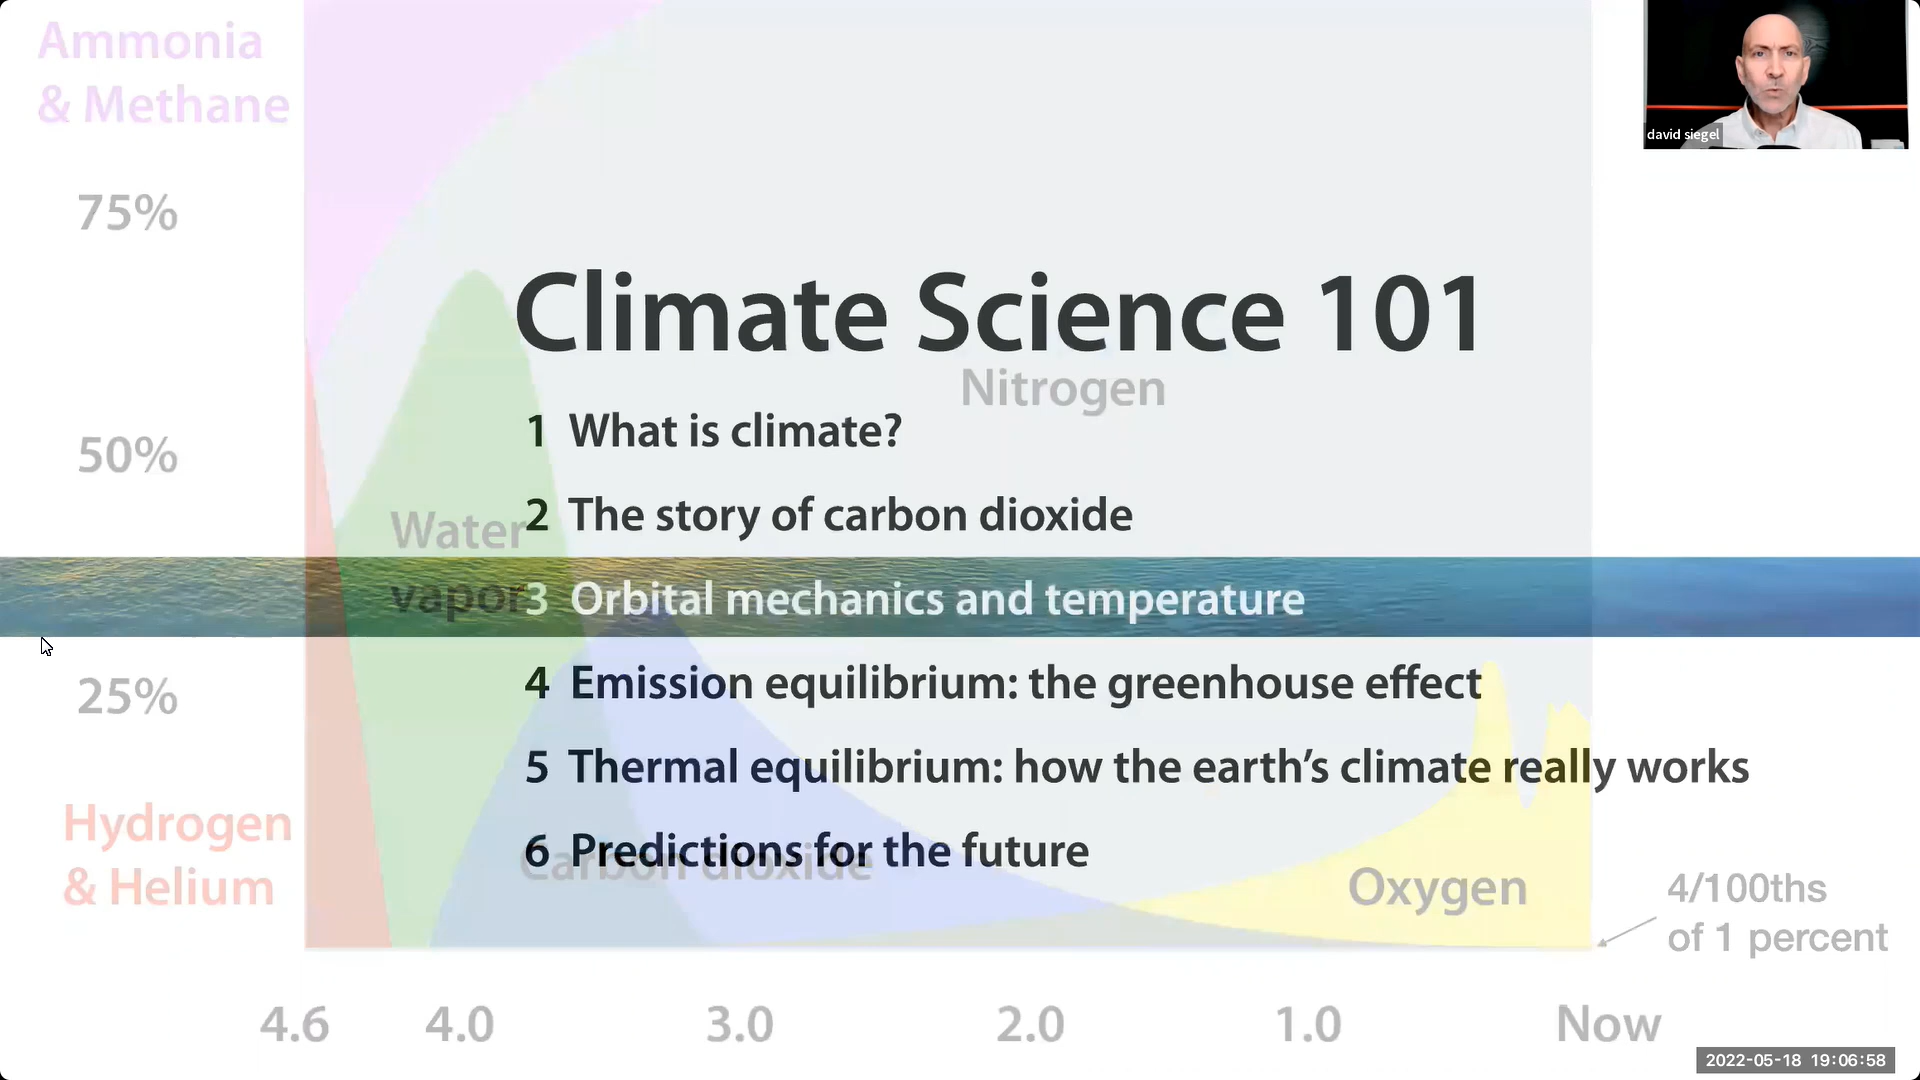 Ammonia
& Methane
75%
50%
25%
Hydrogen
& Helium
david siegel
Climate Science 101
Nitrogen
1 What is climate?
2 The story of carbon dioxide
Water
vapor
3 Orbital mechanics and temperature
4 Emission equilibrium: the greenhouse effect
5 Thermal equilibrium: how the earth’s climate really works
6 Predictions for the future
Carbon dioxide
Oxygen
4/100ths
of 1 percent
4.6 4.0 3.0 2.0 1.0 Now
2022-05-18 19:06:58